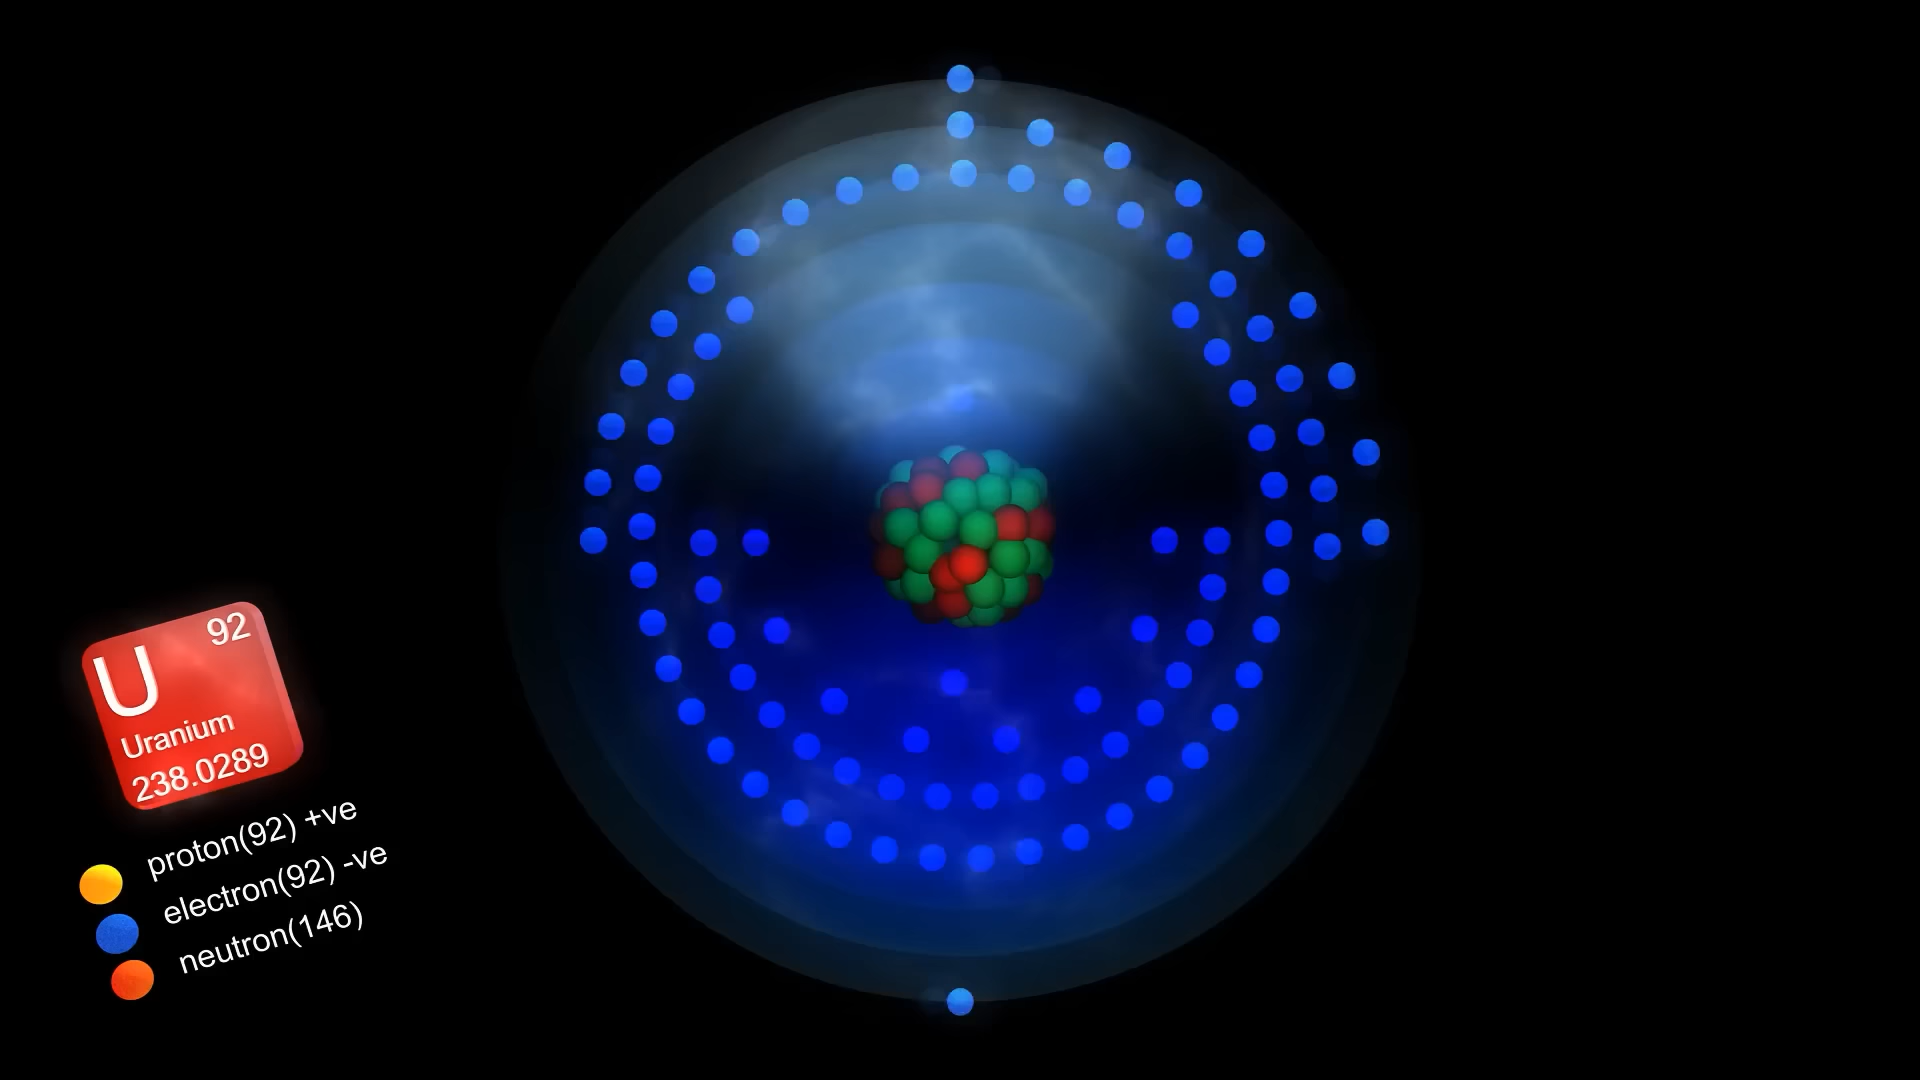 92
U
Uranium
238.0289
proton(92) +ve
electron(92) -ve
neutron(146)